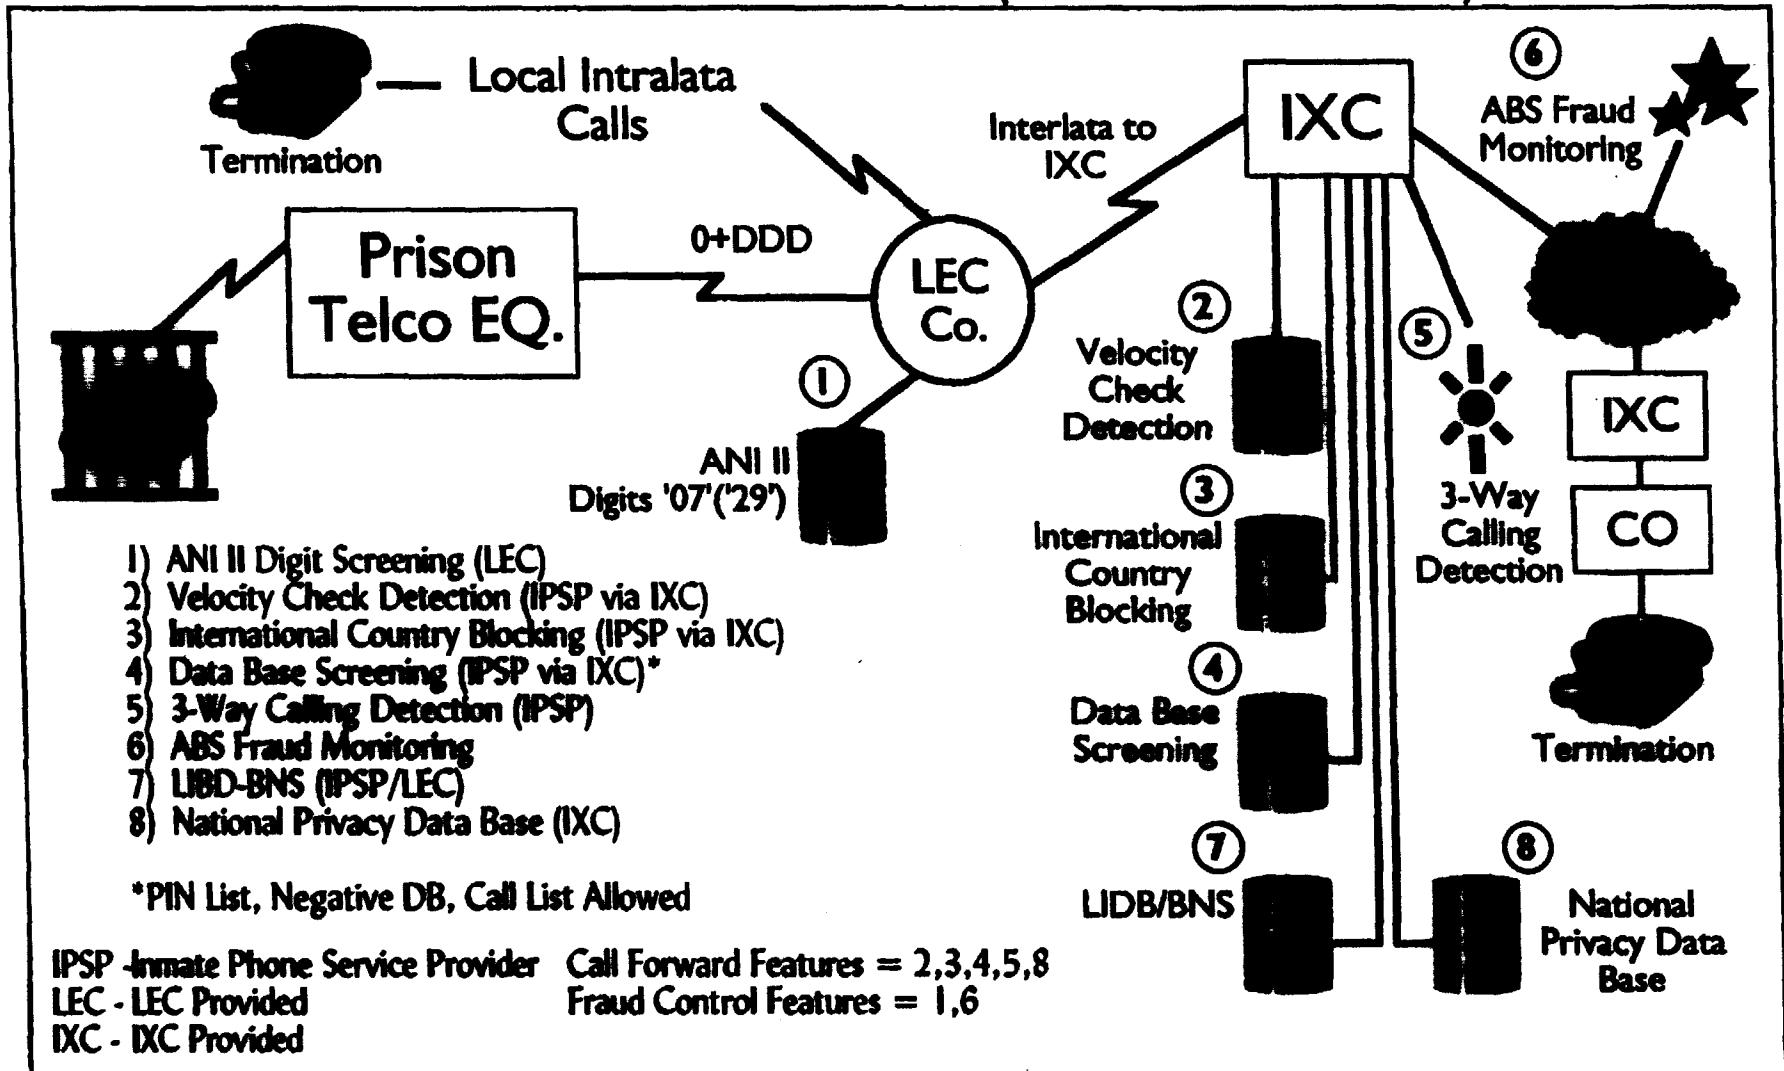 Local Intralata
Calls
Termination
Prison
Telco EQ.
0+DDD
LEC
Co.
Interlata to
IXC
IXC
6
ABS Fraud
Monitoring
1
ANI II
Digits '07'('29')
2
Velocity
Check
Detection
3
International
Country
Blocking
4
Data Base
Screening
5
3-Way
Calling
Detection
IXC
CO
Termination
7
LIDB/BNS
8
National
Privacy Data
Base
1) ANI II Digit Screening (LEC)
2) Velocity Check Detection (IPSP via IXC)
3) International Country Blocking (IPSP via IXC)
4) Data Base Screening (IPSP via IXC)*
5) 3-Way Calling Detection (IPSP)
6) ABS Fraud Monitoring
7) LIBD-BNS (IPSP/LEC)
8) National Privacy Data Base (IXC)
*PIN List, Negative DB, Call List Allowed
IPSP -Inmate Phone Service Provider
LEC - LEC Provided
IXC - IXC Provided
Call Forward Features = 2,3,4,5,8
Fraud Control Features = 1,6